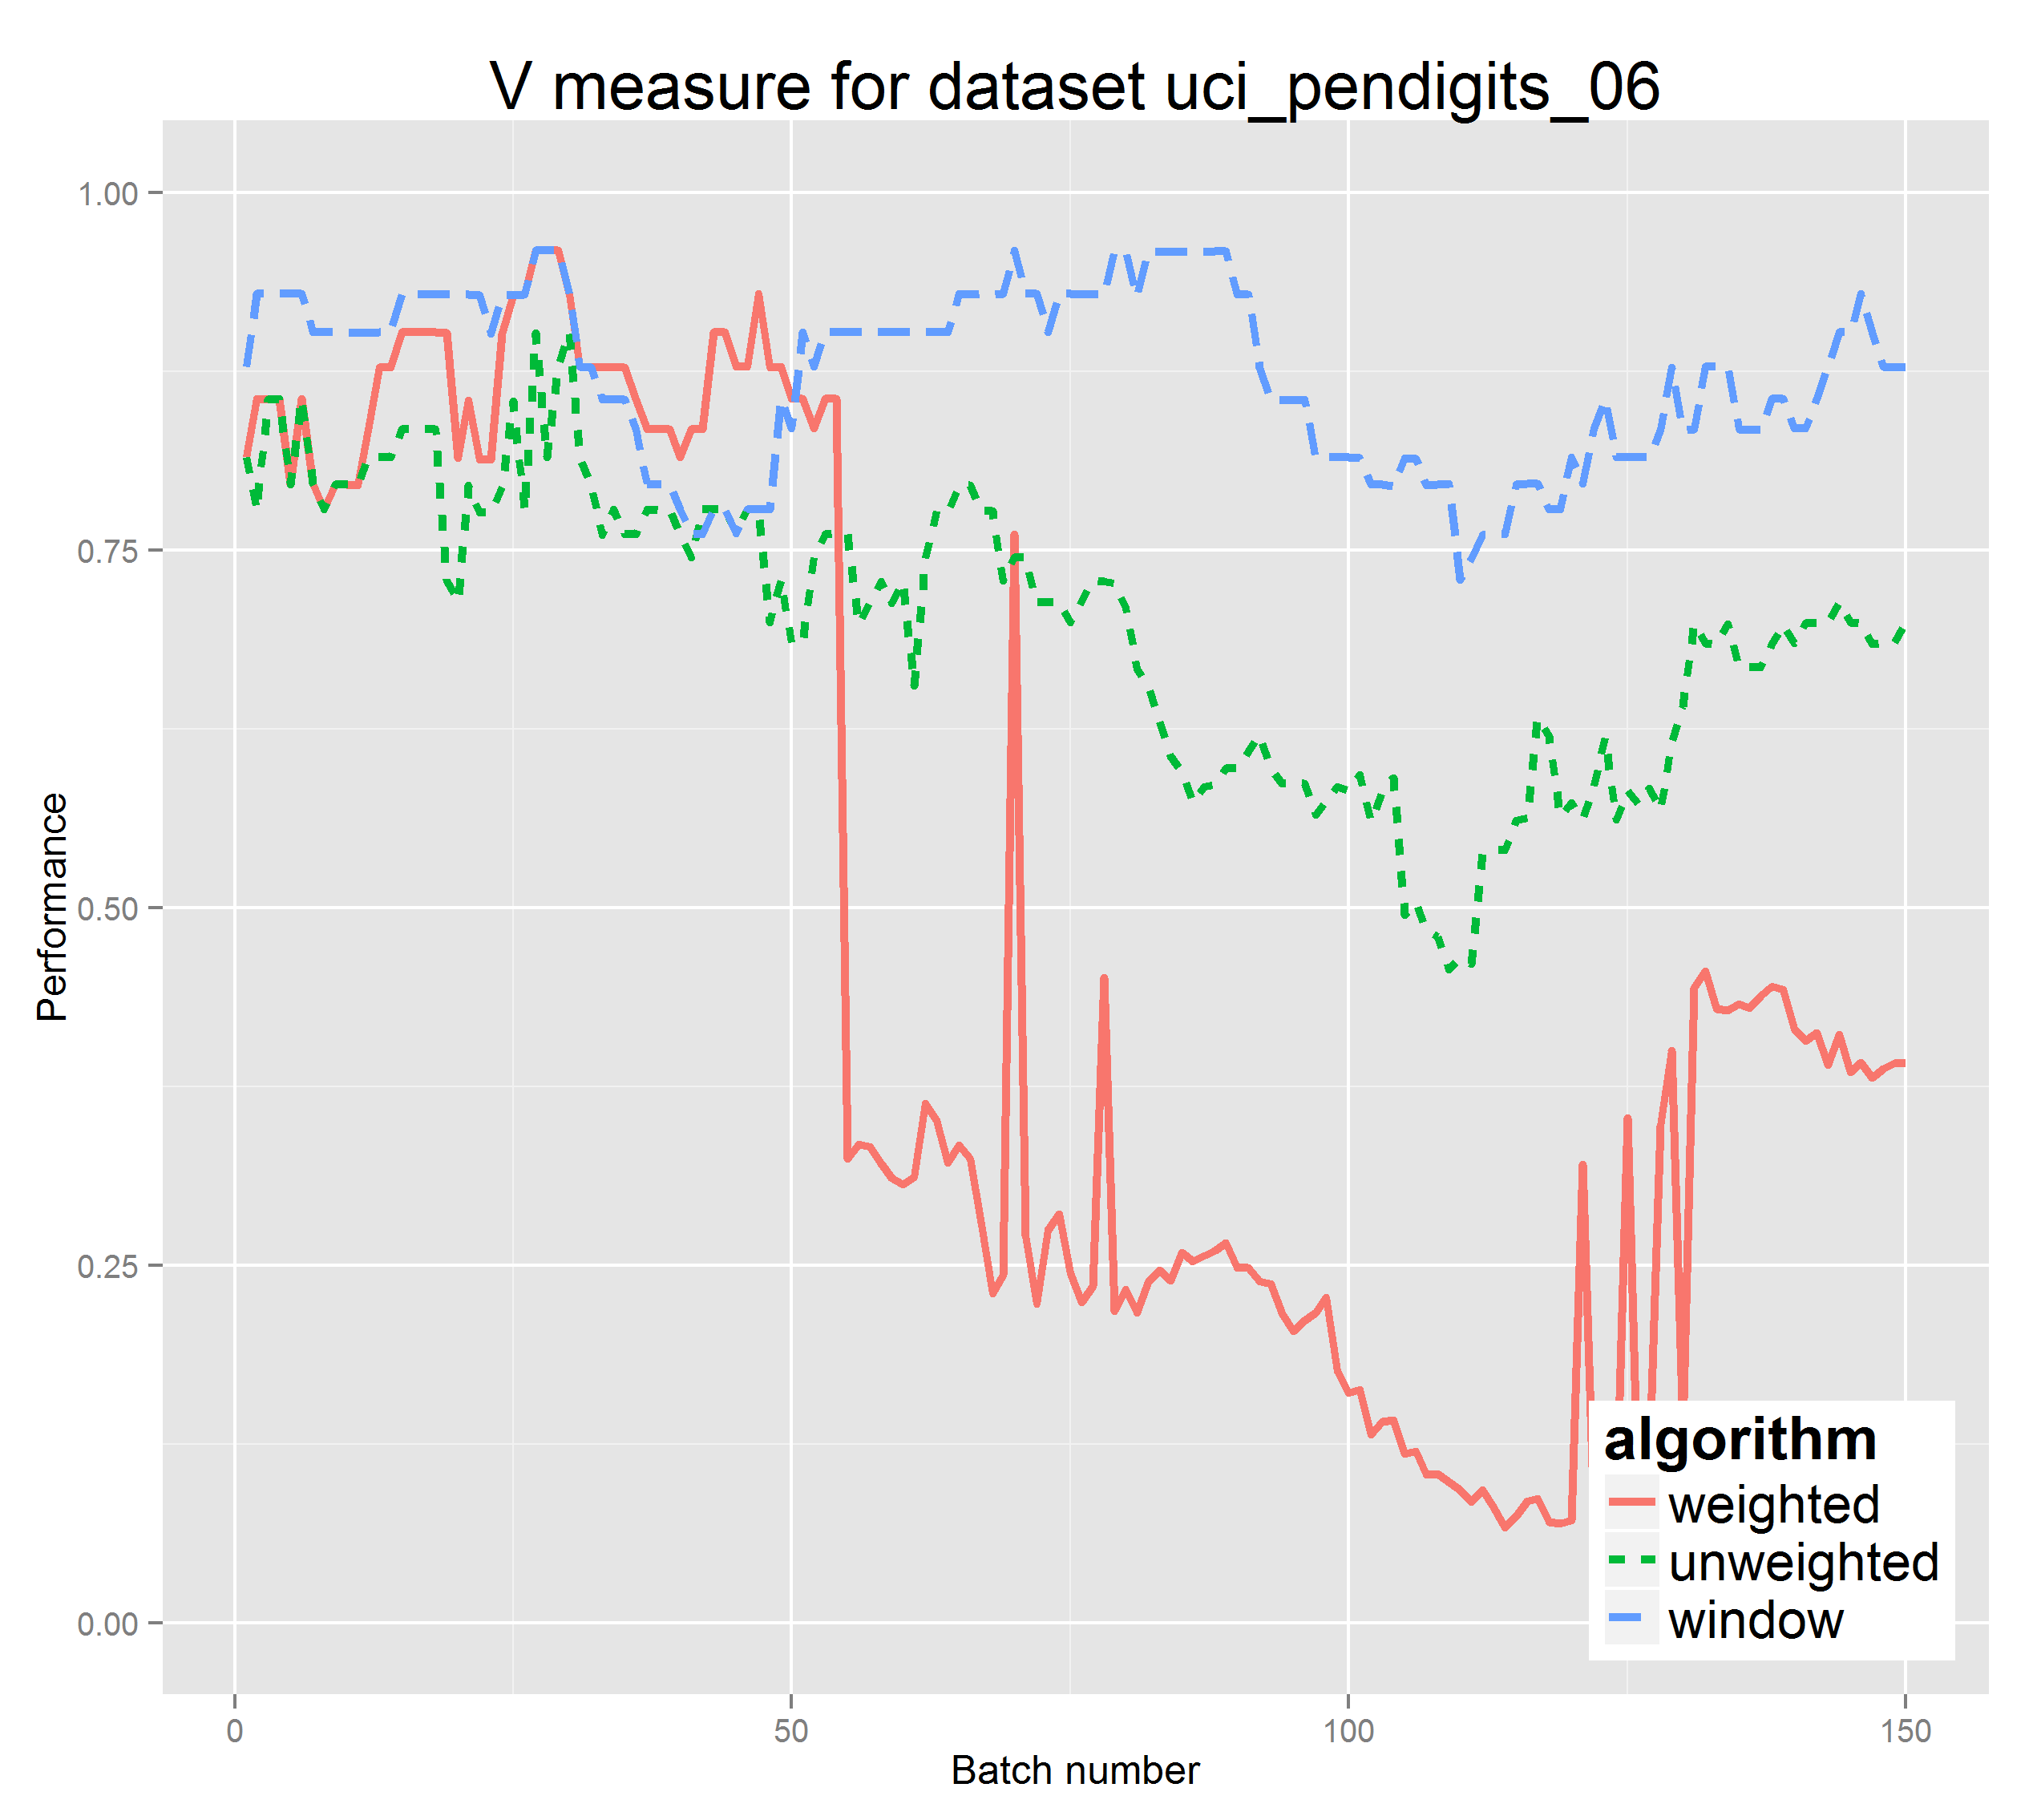 V measure for dataset uci_pendigits_06
1.00
0.75
0.50
0.25
0.00
Performance
0
50
100
150
Batch number
algorithm
weighted
unweighted
window